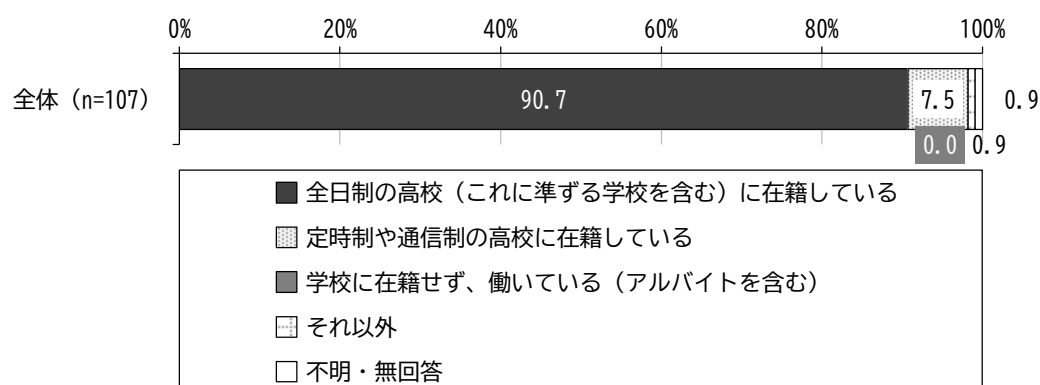 0% 20% 40% 60% 80% 100%
全体（n=107） 90.7 7.5 0.9
0.0 0.9
全日制の高校（これに準ずる学校を含む）に在籍している
定時制や通信制の高校に在籍している
学校に在籍せず、働いている（アルバイトを含む）
それ以外
不明・無回答